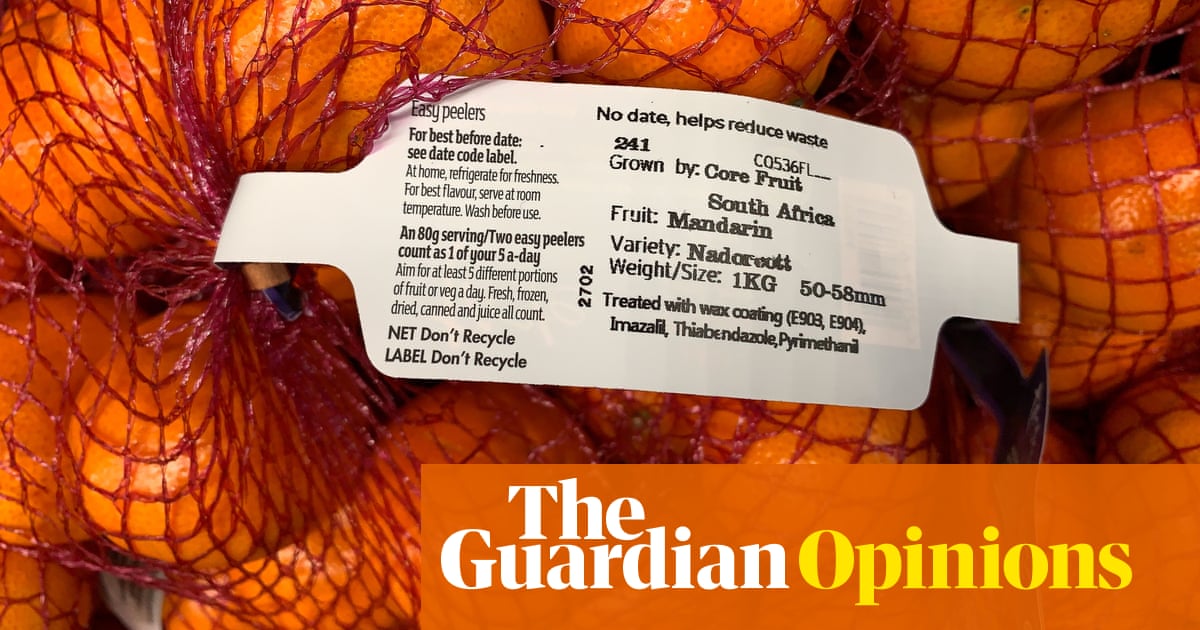 Easy peelers
For best before date:
see date code label.
At home, refrigerate for freshness.
For best flavour, serve at room
temperature. Wash before use.
An 80g serving/Two easy peelers
count as 1 of your 5 a-day
Aim for at least 5 different portions
of fruit or veg a day. Fresh, frozen,
dried, canned and juice all count.
NET Don't Recycle
LABEL Don't Recycle
2702
No date, helps reduce waste
241
CO536FL__
Grown by: Core Fruit
South Africa
Fruit: Mandarin
Variety: Nadorcott
Weight/Size: 1KG 50-58mm
Treated with wax coating (E903, E904),
Imazalil, Thiabendazole,Pyrimethanil
The
Guardian Opinions